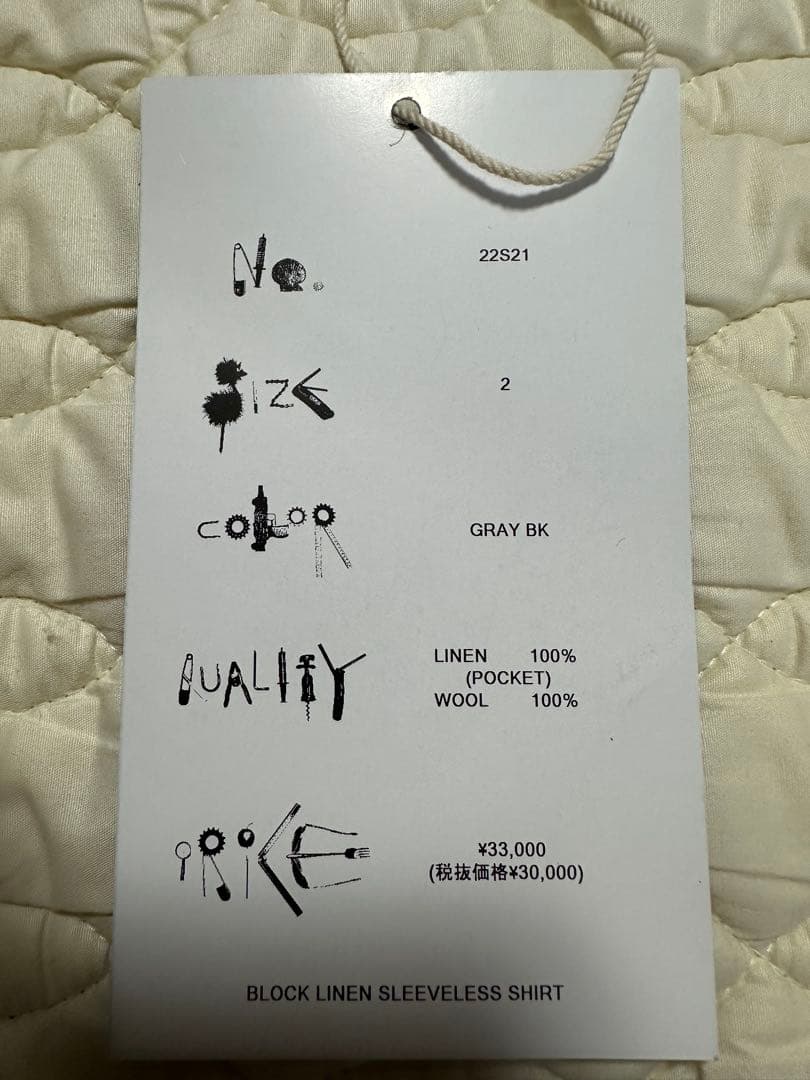 No. 22S21
SIZE 2
COLOR GRAY BK
QUALITY LINEN 100%
(POCKET)
WOOL 100%
PRICE ¥33,000
(税抜価格¥30,000)
BLOCK LINEN SLEEVELESS SHIRT